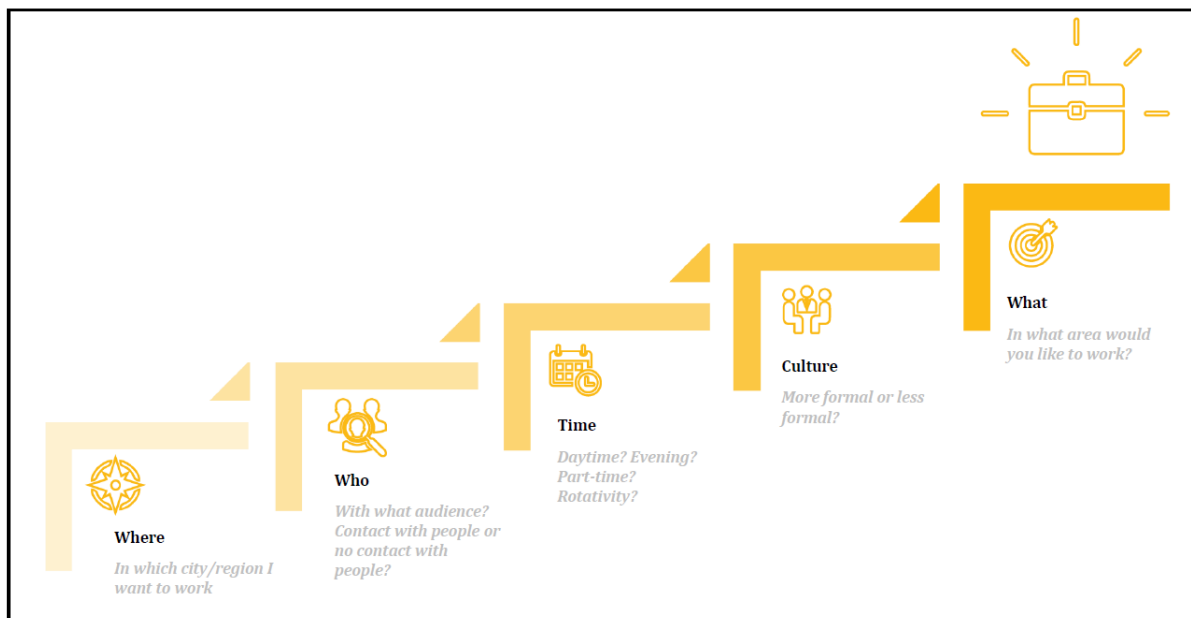 Where
In which city/region I
want to work
Who
With what audience?
Contact with people or
no contact with
people?
Time
Daytime? Evening?
Part-time?
Rotativity?
Culture
More formal or less
formal?
What
In what area would
you like to work?